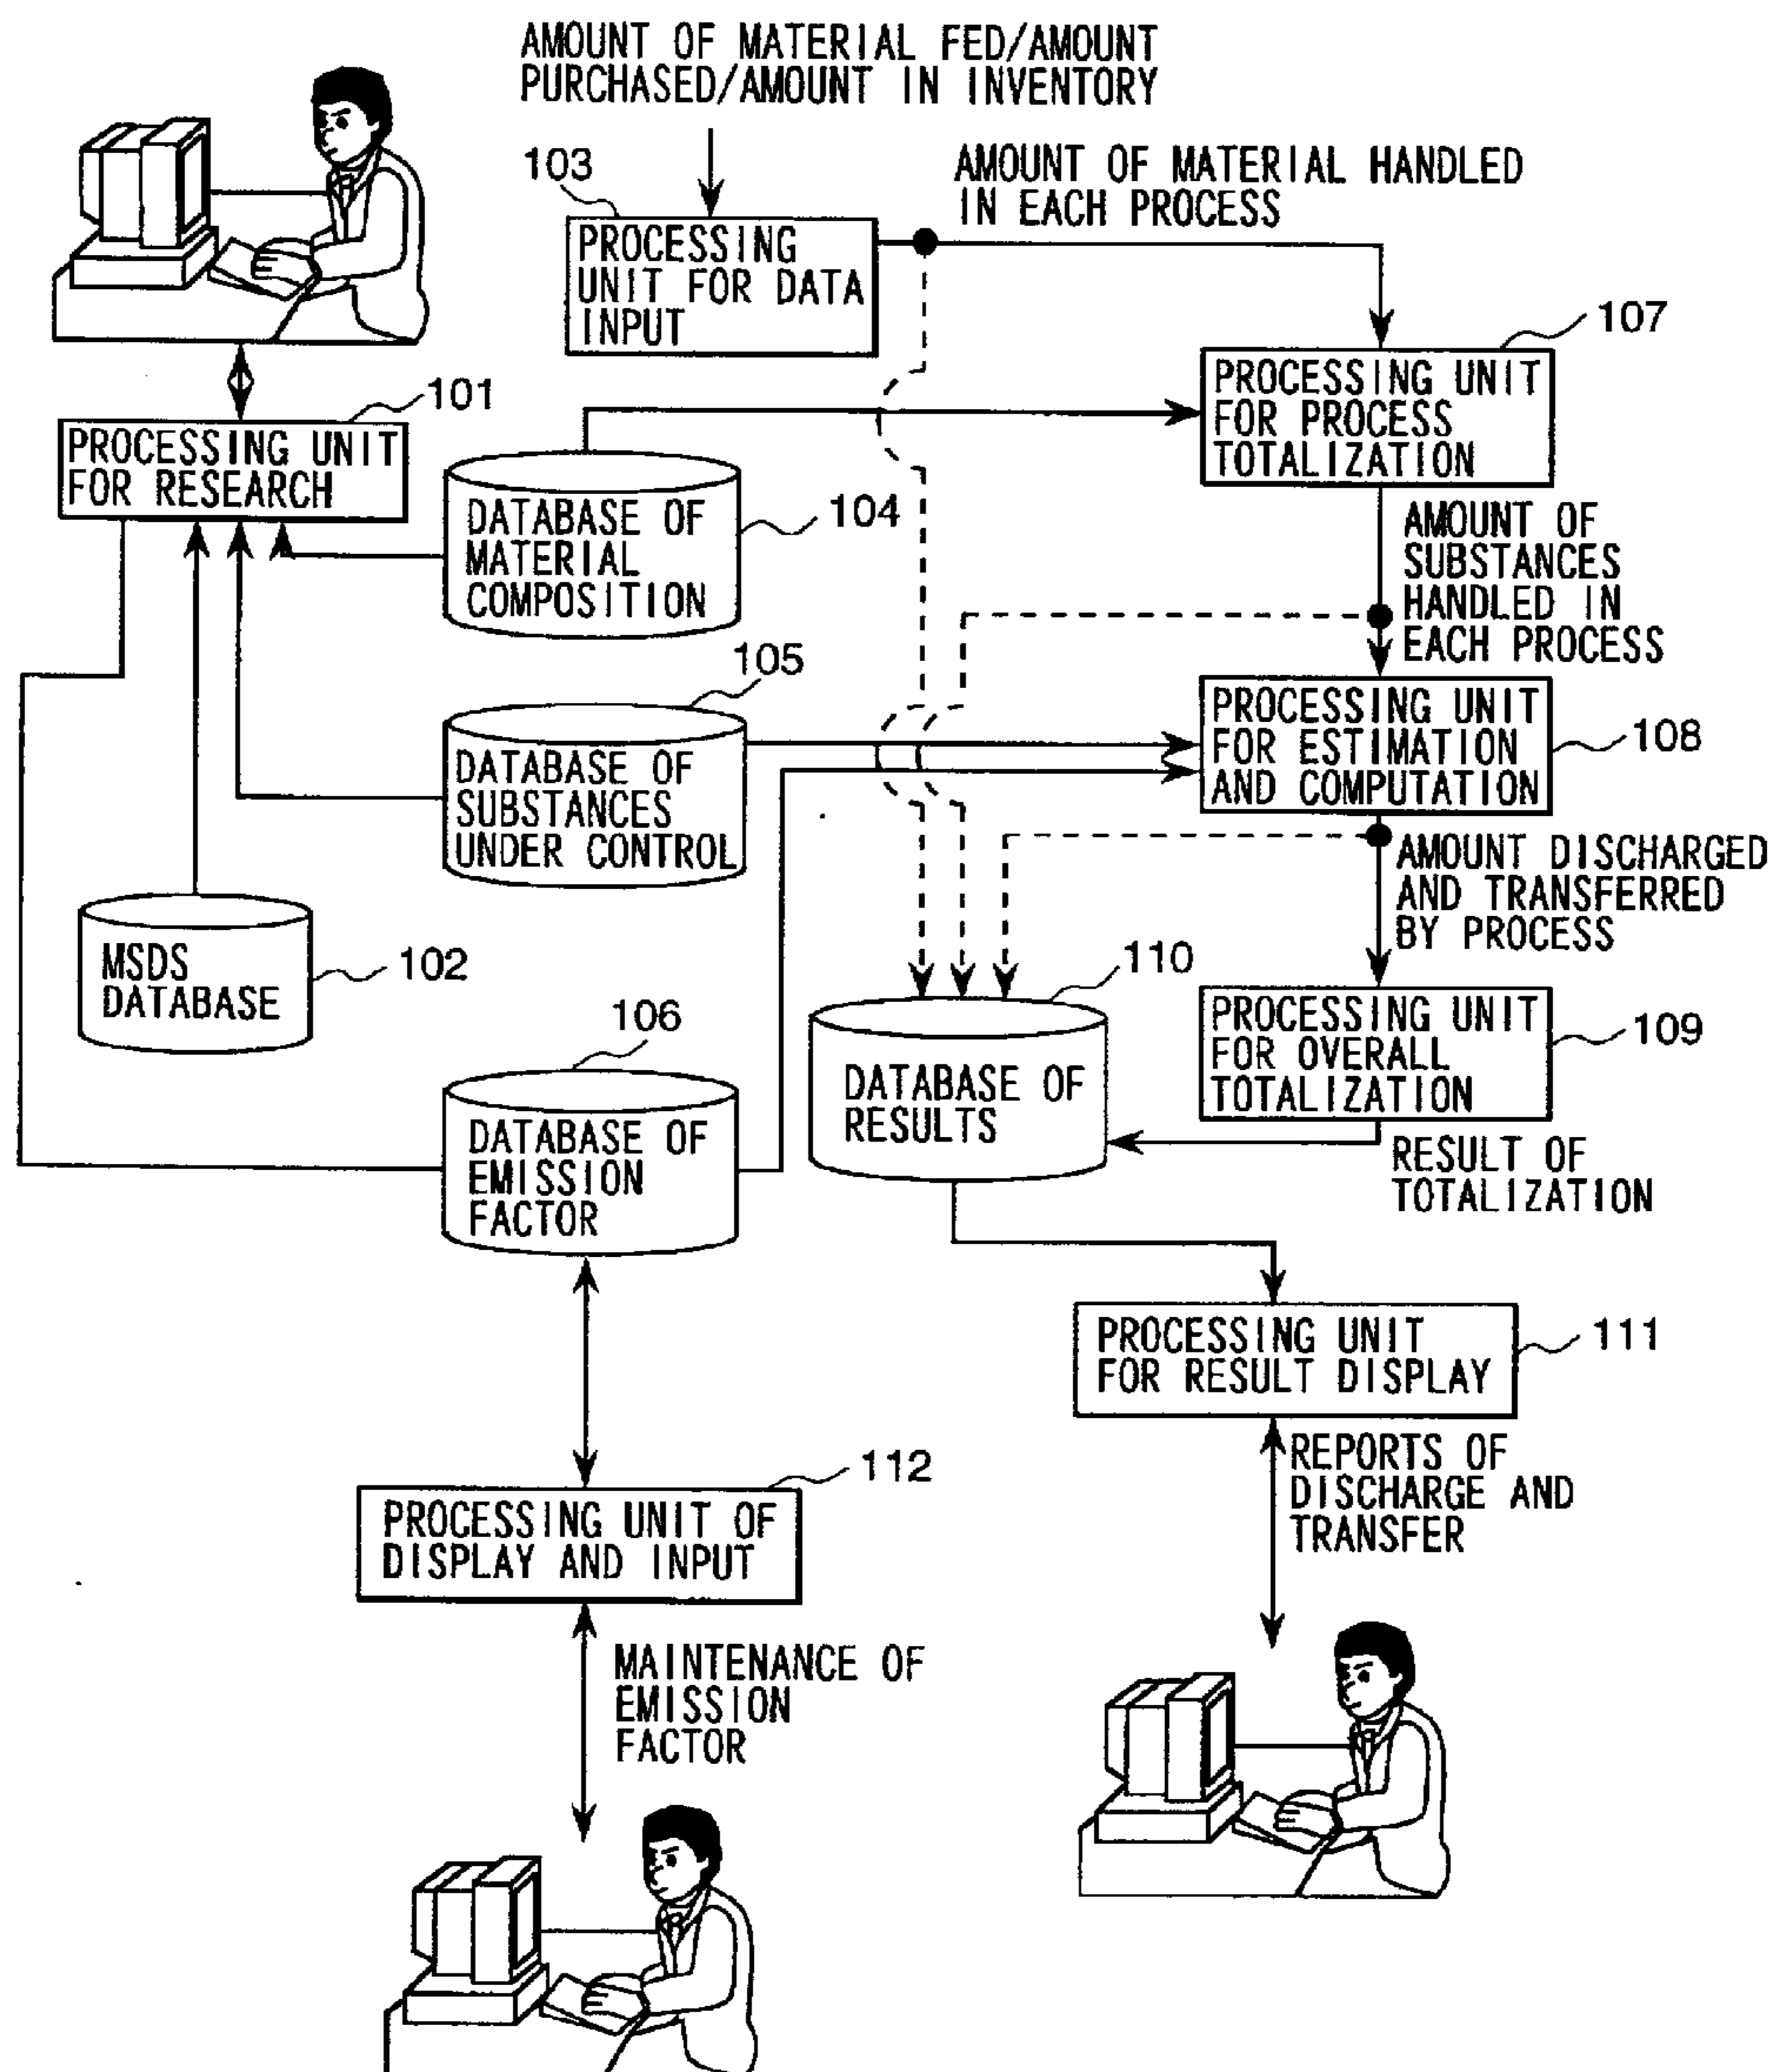 AMOUNT OF MATERIAL FED/AMOUNT
PURCHASED/AMOUNT IN INVENTORY
103
AMOUNT OF MATERIAL HANDLED
IN EACH PROCESS
PROCESSING
UNIT FOR DATA
INPUT
107
PROCESSING UNIT
FOR PROCESS
TOTALIZATION
101
PROCESSING UNIT
FOR RESEARCH
104
DATABASE OF
MATERIAL
COMPOSITION
AMOUNT OF
SUBSTANCES
HANDLED IN
EACH PROCESS
105
DATABASE OF
SUBSTANCES
UNDER CONTROL
PROCESSING UNIT
FOR ESTIMATION
AND COMPUTATION
108
AMOUNT DISCHARGED
AND TRANSFERRED
BY PROCESS
MSDS
DATABASE
102
110
106
DATABASE OF
EMISSION
FACTOR
DATABASE OF
RESULTS
PROCESSING UNIT
FOR OVERALL
TOTALIZATION
109
RESULT OF
TOTALIZATION
PROCESSING UNIT
FOR RESULT DISPLAY
111
REPORTS OF
DISCHARGE AND
TRANSFER
112
PROCESSING UNIT OF
DISPLAY AND INPUT
MAINTENANCE OF
EMISSION
FACTOR